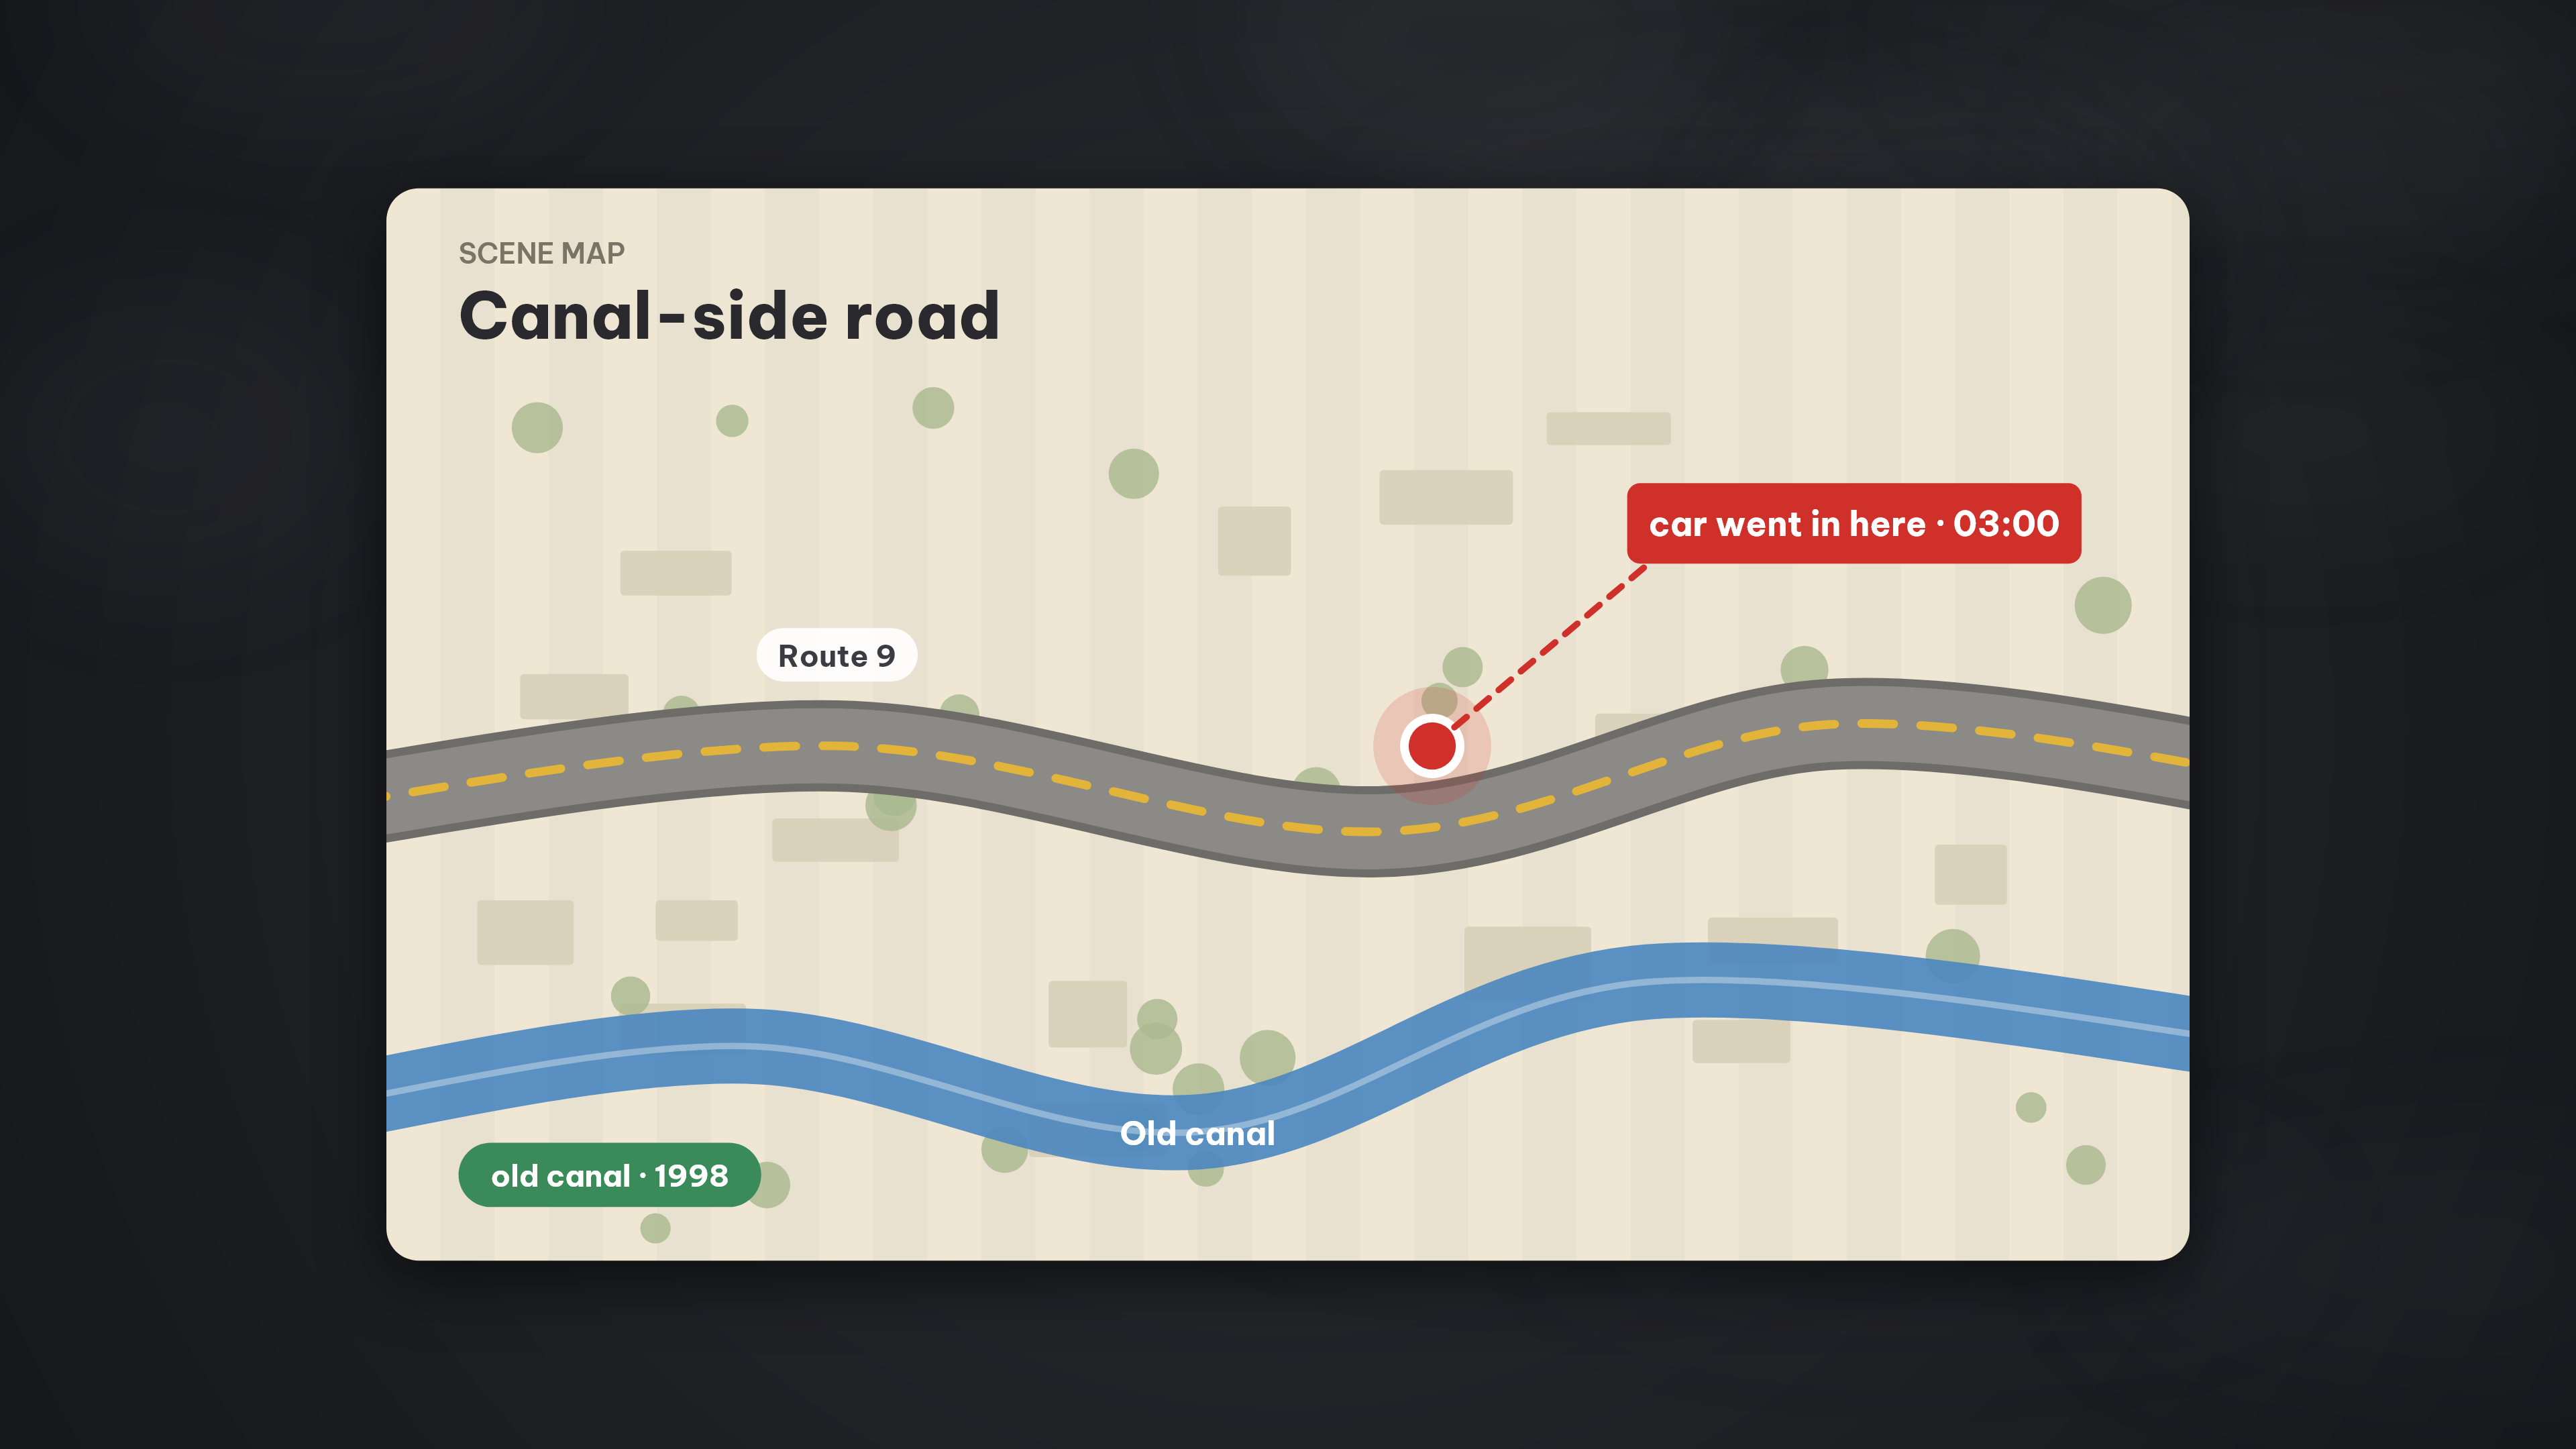 SCENE MAP
Canal-side road
car went in here · 03:00
Route 9
Old canal
old canal · 1998